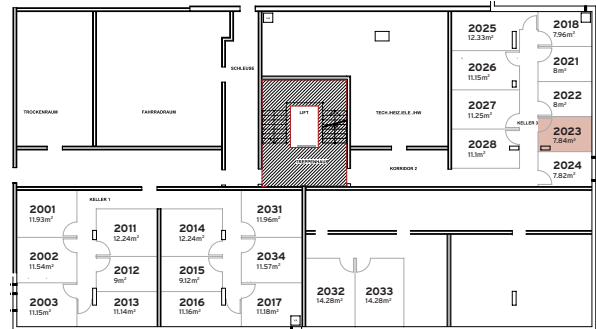 2025
12.33m²
2018
7.96m²
2026
11.15m²
2021
8m²
2027
11.25m²
2022
8m²
KELLER 3
2028
11.1m²
2023
7.84m²
2024
7.82m²
SCHLEUSE
TROCKENRAUM
FAHRRADRAUM
LIFT
TREPPENHAUS
TECH./HEIZ./ELE. /HW
KORRIDOR 2
KELLER 1
2001
11.93m²
2011
12.24m²
2014
12.24m²
2031
11.96m²
2002
11.54m²
2012
9m²
2015
9.12m²
2034
11.57m²
2003
11.15m²
2013
11.14m²
2016
11.16m²
2017
11.18m²
2032
14.28m²
2033
14.28m²